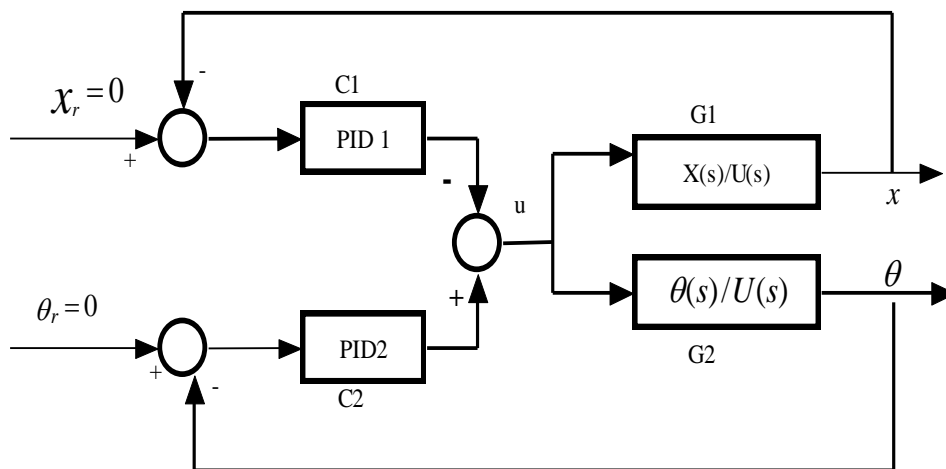 -
C1
x_r = 0
G1
+
PID 1
-
X(s)/U(s)
x
u
θ
θ(s)/U(s)
+
θ_r = 0
+
PID2
G2
-
C2